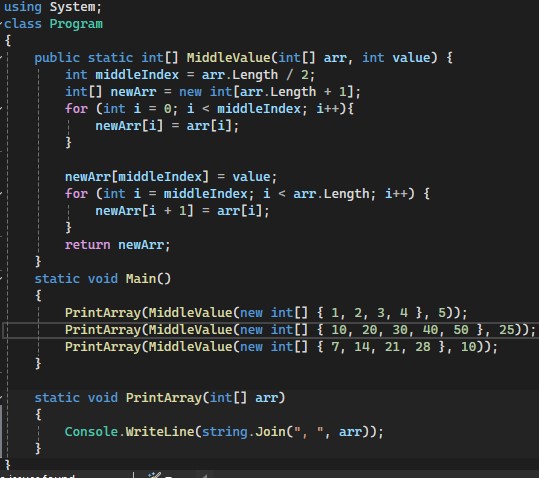 using System;
class Program
{
    public static int[] MiddleValue(int[] arr, int value) {
        int middleIndex = arr.Length / 2;
        int[] newArr = new int[arr.Length + 1];
        for (int i = 0; i < middleIndex; i++){
            newArr[i] = arr[i];
        }

        newArr[middleIndex] = value;
        for (int i = middleIndex; i < arr.Length; i++) {
            newArr[i + 1] = arr[i];
        }
        return newArr;
    }
    static void Main()
    {
        PrintArray(MiddleValue(new int[] { 1, 2, 3, 4 }, 5));
        PrintArray(MiddleValue(new int[] { 10, 20, 30, 40, 50 }, 25));
        PrintArray(MiddleValue(new int[] { 7, 14, 21, 28 }, 10));
    }

    static void PrintArray(int[] arr)
    {
        Console.WriteLine(string.Join(", ", arr));
    }
}
issues found